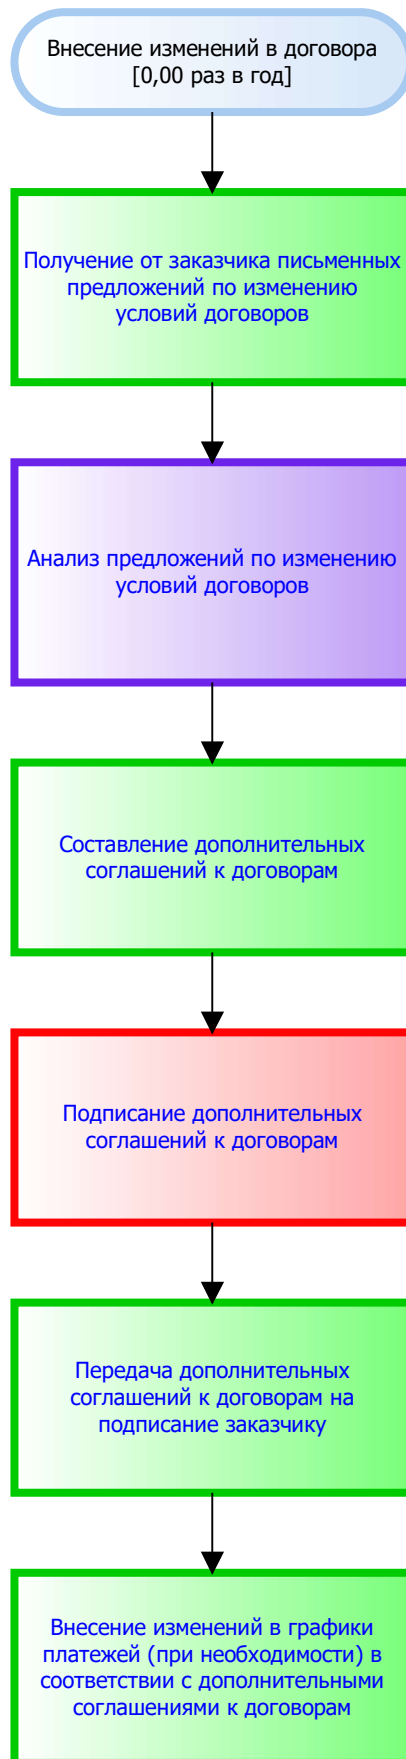 Внесение изменений в договора
[0,00 раз в год]
Получение от заказчика письменных
предложений по изменению
условий договоров
Анализ предложений по изменению
условий договоров
Составление дополнительных
соглашений к договорам
Подписание дополнительных
соглашений к договорам
Передача дополнительных
соглашений к договорам на
подписание заказчику
Внесение изменений в графики
платежей (при необходимости) в
соответствии с дополнительными
соглашениями к договорам